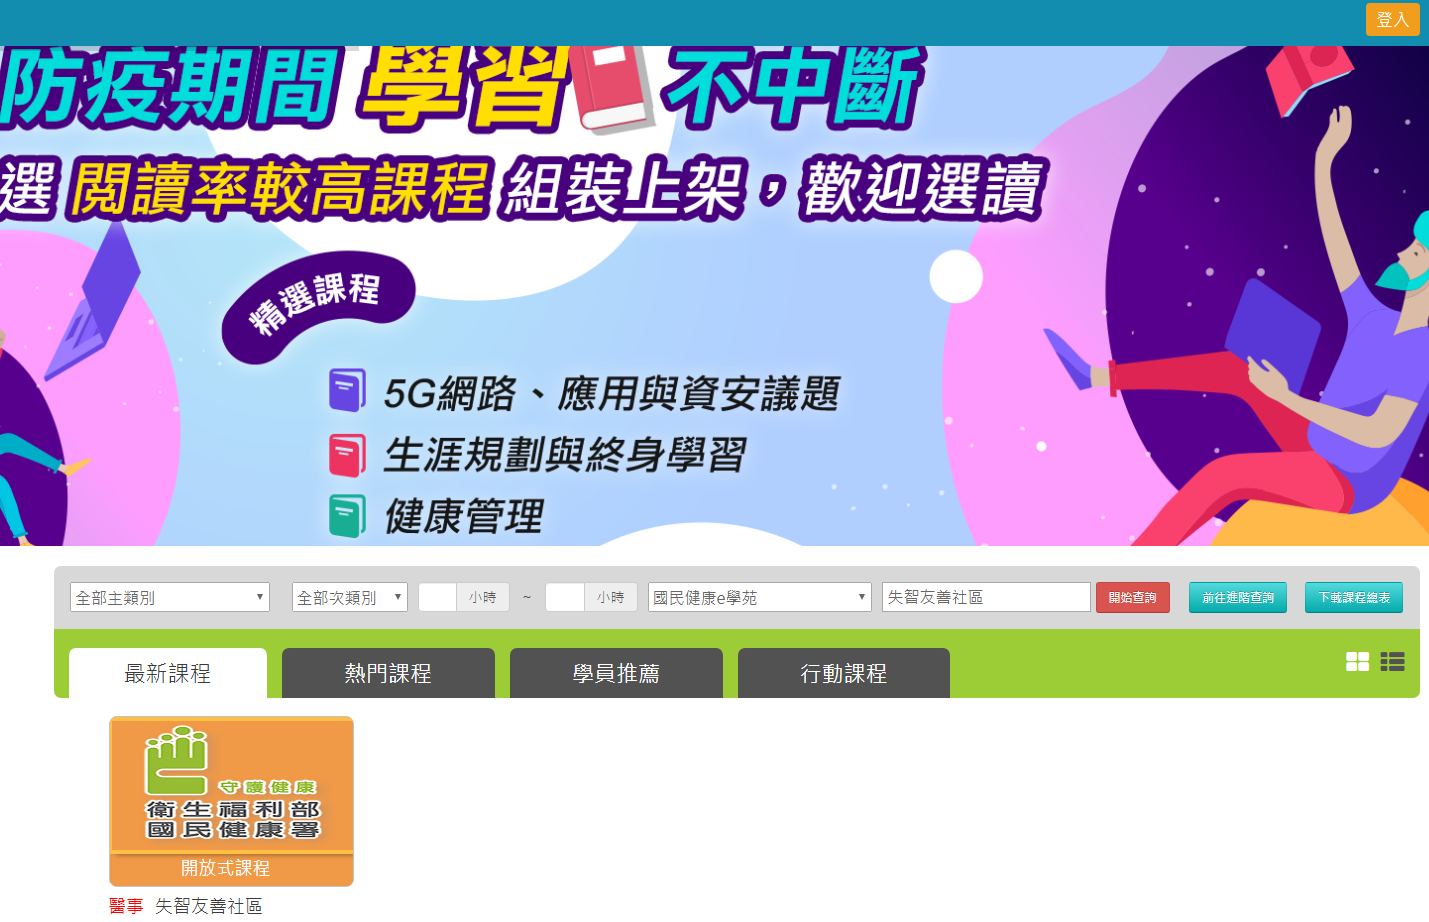 登入
防疫期間 學習 不中斷
選 閱讀率較高課程 組裝上架，歡迎選讀
精選課程
5G網路、應用與資安議題
生涯規劃與終身學習
健康管理
全部主類別 全部次類別 小時 ~ 小時 國民健康e學苑 失智友善社區 開始查詢 前往進階查詢 下載課程總表
最新課程 熱門課程 學員推薦 行動課程
守護健康
衛生福利部
國民健康署
開放式課程
醫事 失智友善社區